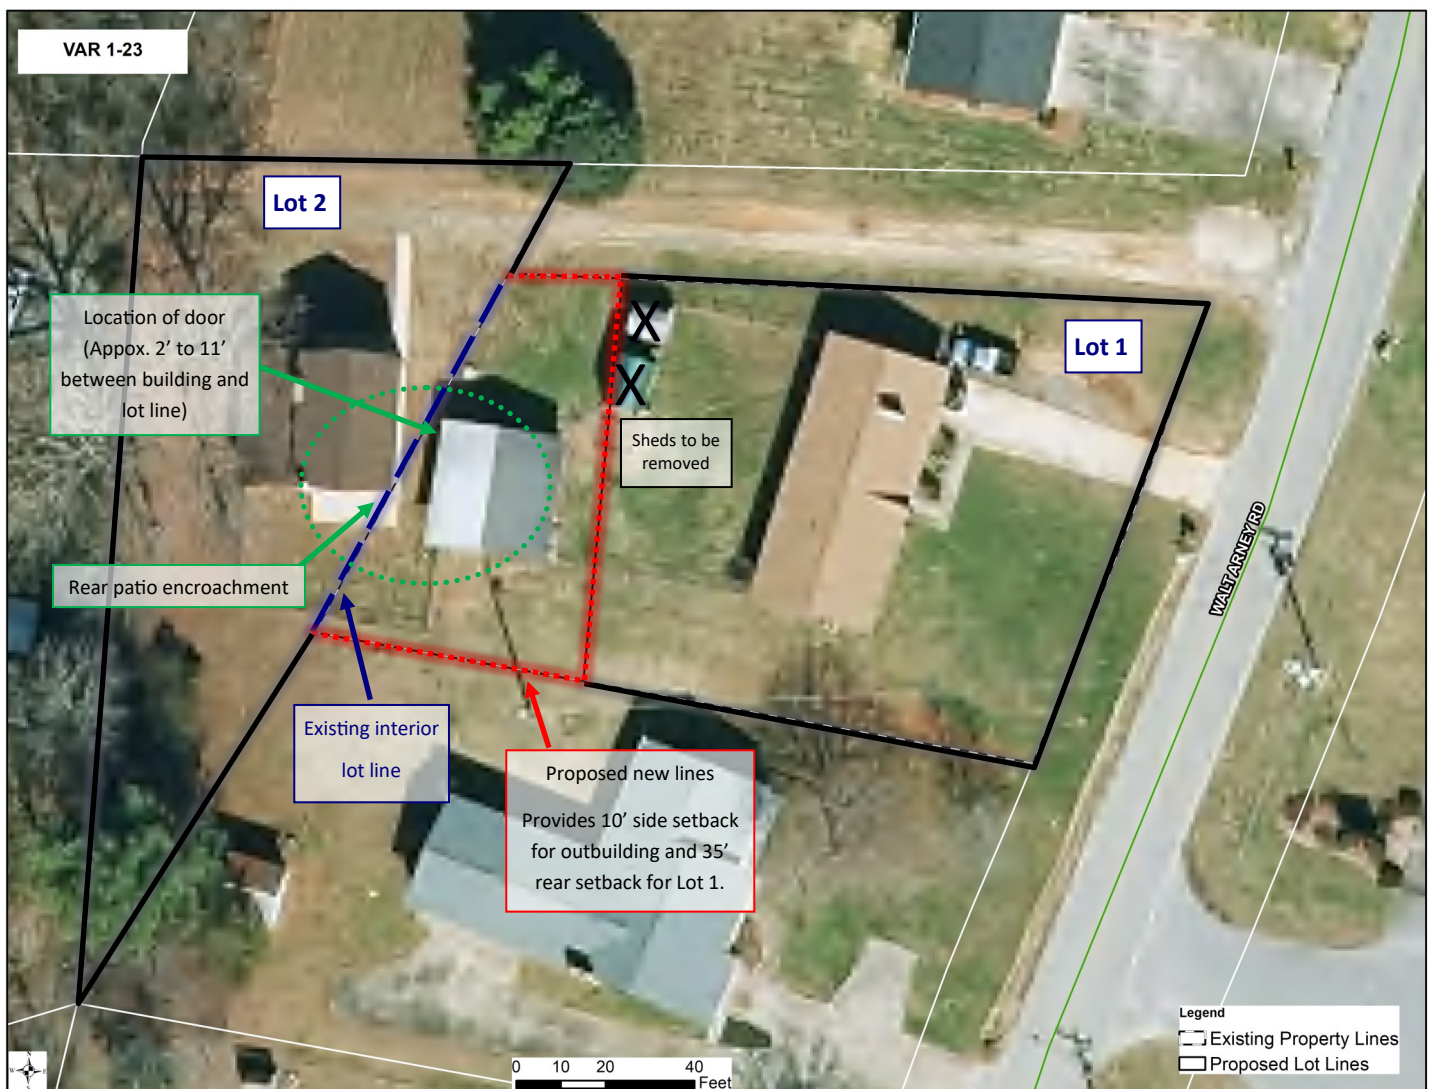 VAR 1-23
Lot 2
Location of door
(Appox. 2’ to 11’
between building and
lot line)
Lot 1
X
X
Sheds to be
removed
Rear patio encroachment
WALTARNEY RD
Existing interior
lot line
Proposed new lines
Provides 10’ side setback
for outbuilding and 35’
rear setback for Lot 1.
Legend
Existing Property Lines
Proposed Lot Lines
N
W
E
S
0 10 20 40
Feet